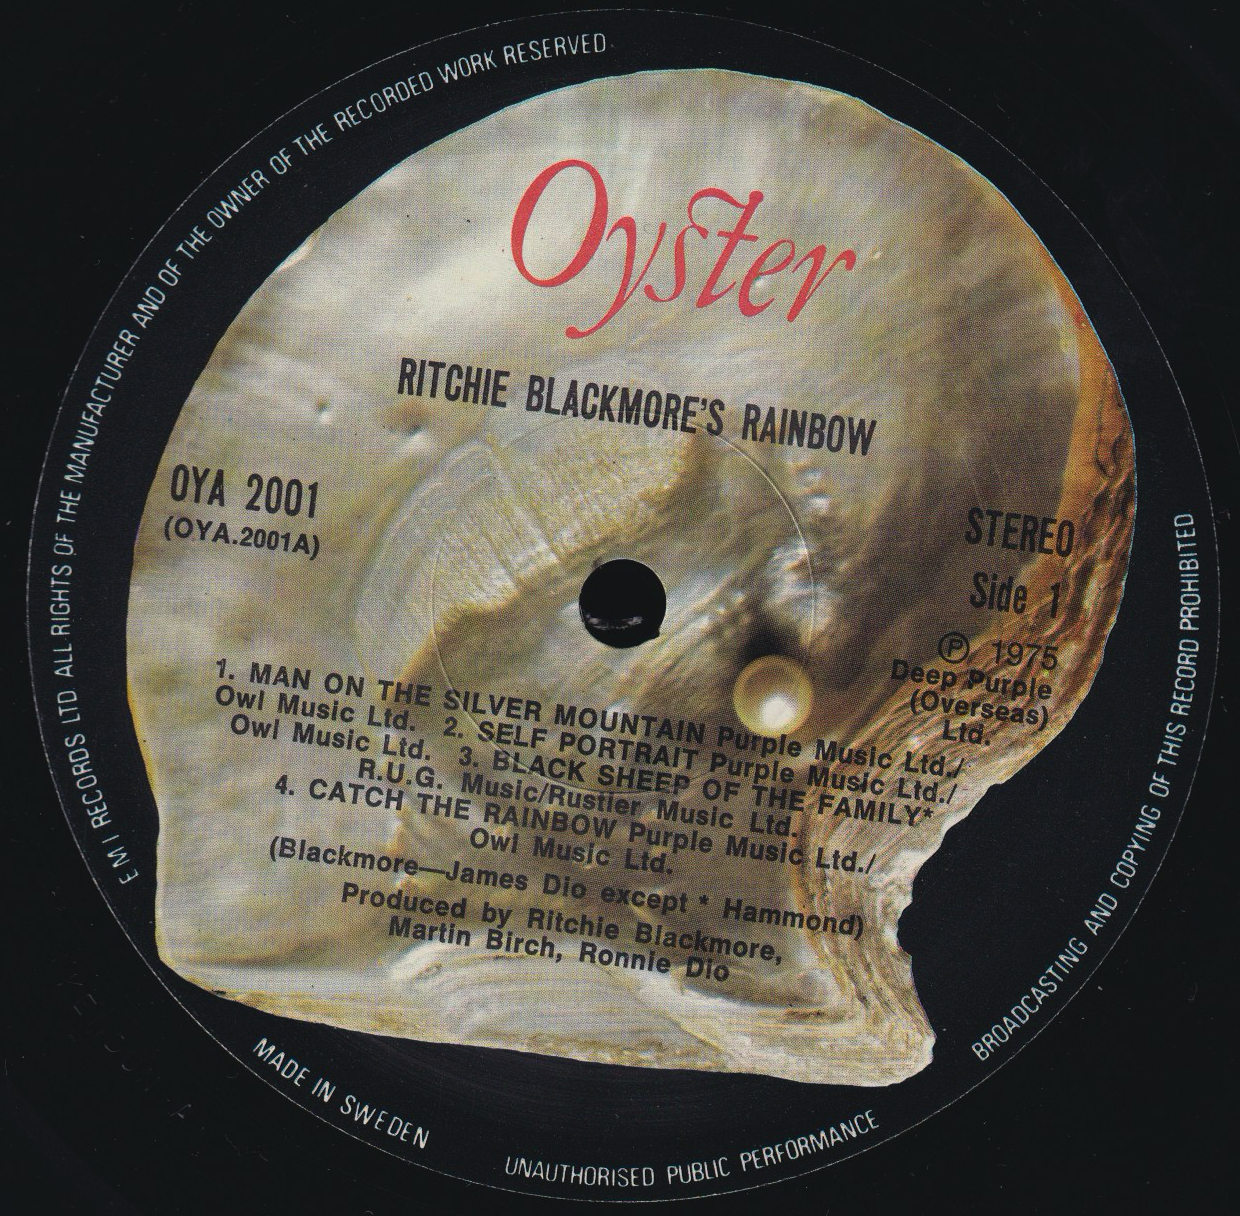 Oyster
RITCHIE BLACKMORE'S RAINBOW
OYA 2001
(OYA.2001A)
STEREO
Side 1
Ⓟ 1975
Deep Purple
(Overseas)
Ltd.
1. MAN ON THE SILVER MOUNTAIN Purple Music Ltd./
Owl Music Ltd. 2. SELF PORTRAIT Purple Music Ltd./
Owl Music Ltd. 3. BLACK SHEEP OF THE FAMILY*
R.U.G. Music/Rustler Music Ltd.
4. CATCH THE RAINBOW Purple Music Ltd./
Owl Music Ltd.
(Blackmore—James Dio except * Hammond)
Produced by Ritchie Blackmore,
Martin Birch, Ronnie Dio
E M I RECORDS LTD ALL RIGHTS OF THE MANUFACTURER AND OF THE OWNER OF THE RECORDED WORK RESERVED
MADE IN SWEDEN
UNAUTHORISED PUBLIC PERFORMANCE
BROADCASTING AND COPYING OF THIS RECORD PROHIBITED